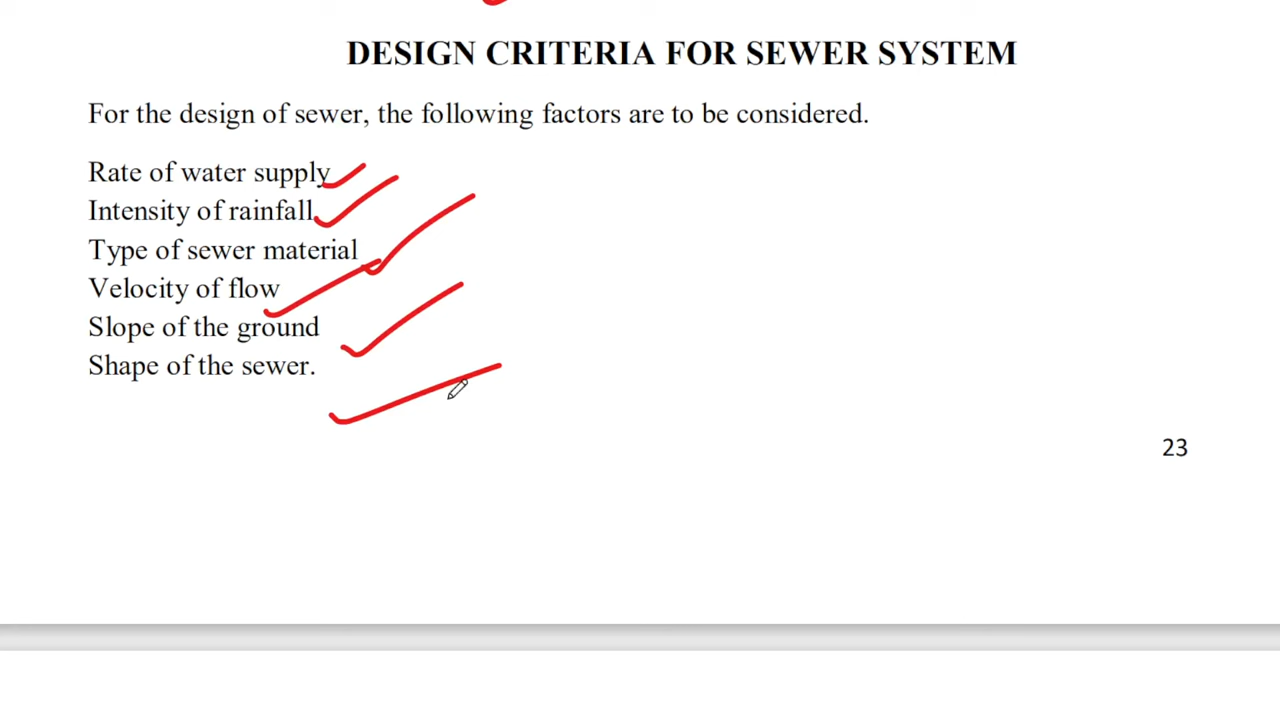 DESIGN CRITERIA FOR SEWER SYSTEM
For the design of sewer, the following factors are to be considered.
Rate of water supply
Intensity of rainfall
Type of sewer material
Velocity of flow
Slope of the ground
Shape of the sewer.
23